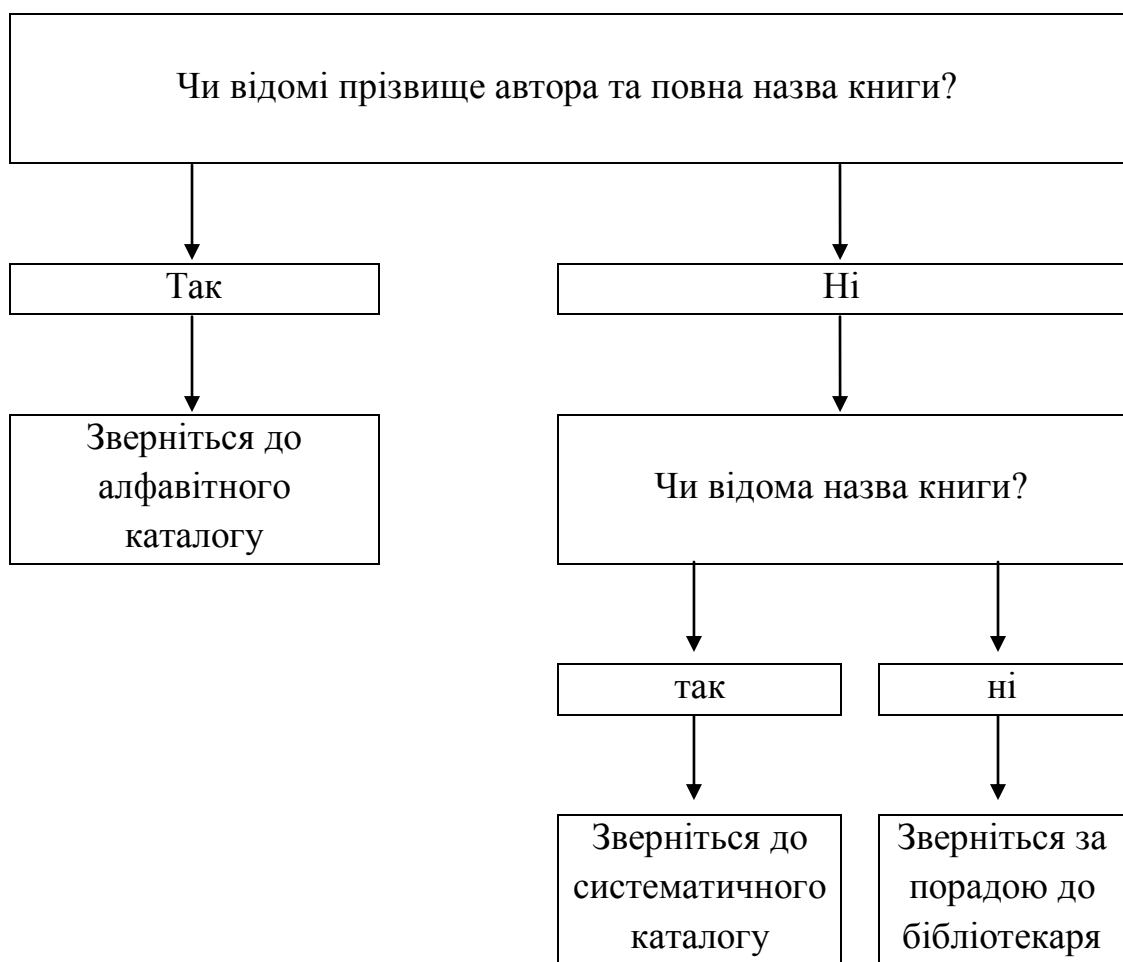 Чи відомі прізвище автора та повна назва книги?
Так
Ні
Зверніться до
алфавітного
каталогу
Чи відома назва книги?
так
ні
Зверніться до
систематичного
каталогу
Зверніться за
порадою до
бібліотекаря